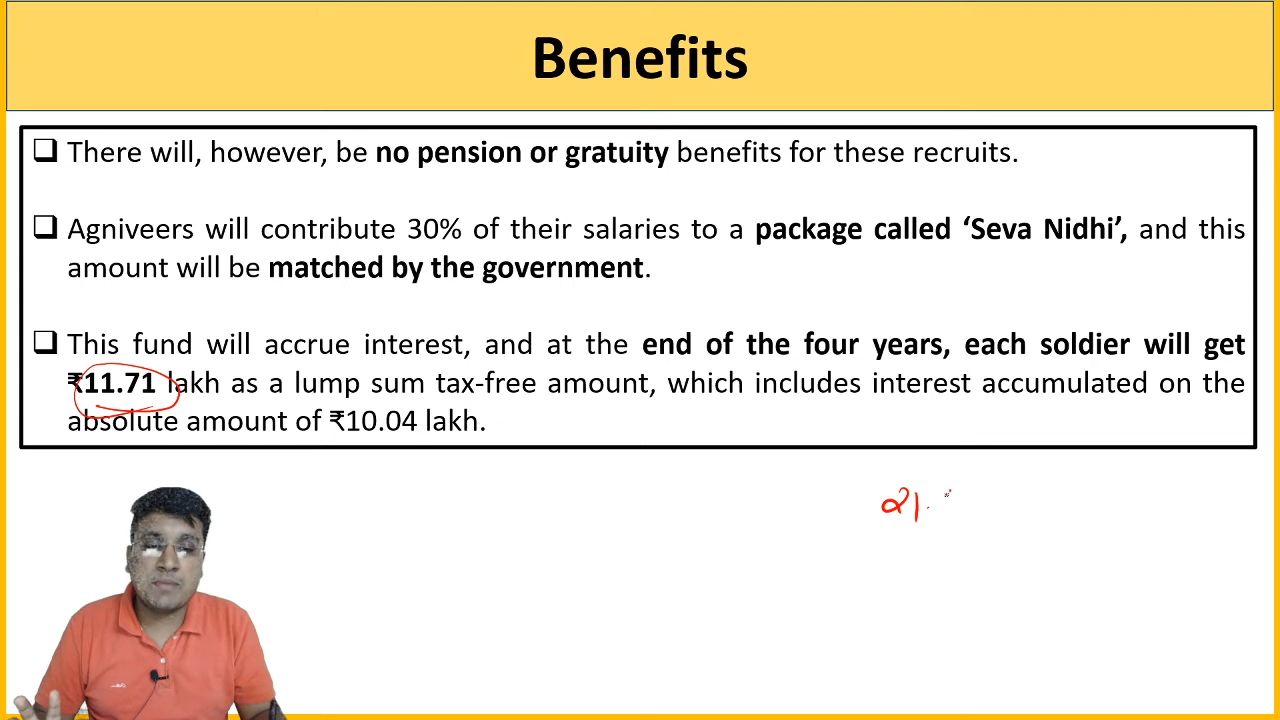 Benefits
❑ There will, however, be no pension or gratuity benefits for these recruits.
❑ Agniveers will contribute 30% of their salaries to a package called ‘Seva Nidhi’, and this
amount will be matched by the government.
❑ This fund will accrue interest, and at the end of the four years, each soldier will get
₹11.71 lakh as a lump sum tax-free amount, which includes interest accumulated on the
absolute amount of ₹10.04 lakh.
21.